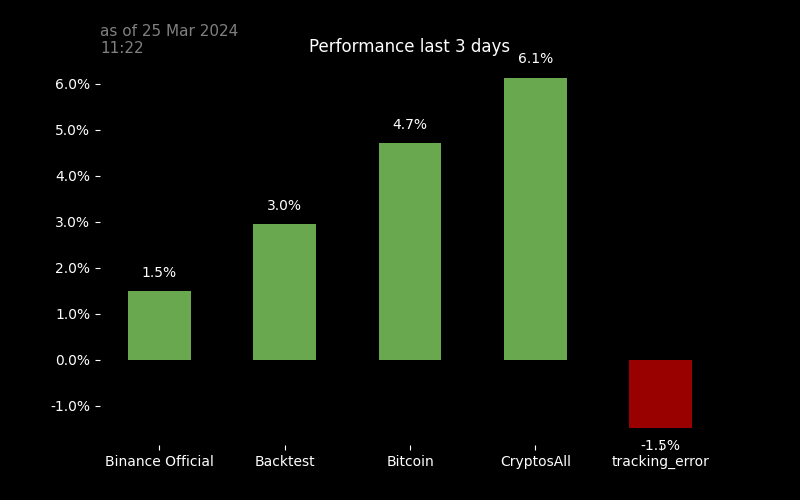 as of 25 Mar 2024
11:22
Performance last 3 days
6.1%
6.0%
5.0%
4.7%
4.0%
3.0%
3.0%
2.0%
1.5%
1.0%
0.0%
-1.0%
-1.5%
Binance Official
Backtest
Bitcoin
CryptosAll
tracking_error